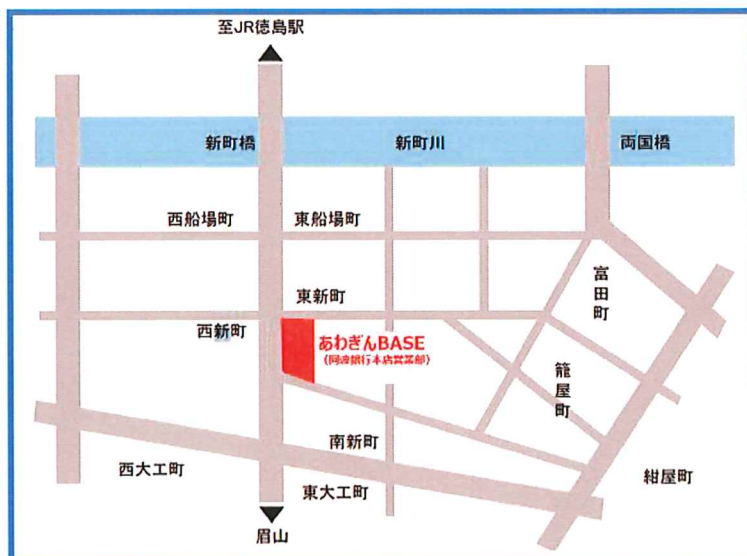 至JR徳島駅
新町橋
新町川
両国橋
西船場町
東船場町
東新町
富田町
西新町
あわぎんBASE
(阿波銀行本店営業部)
籠屋町
南新町
西大工町
東大工町
紺屋町
眉山